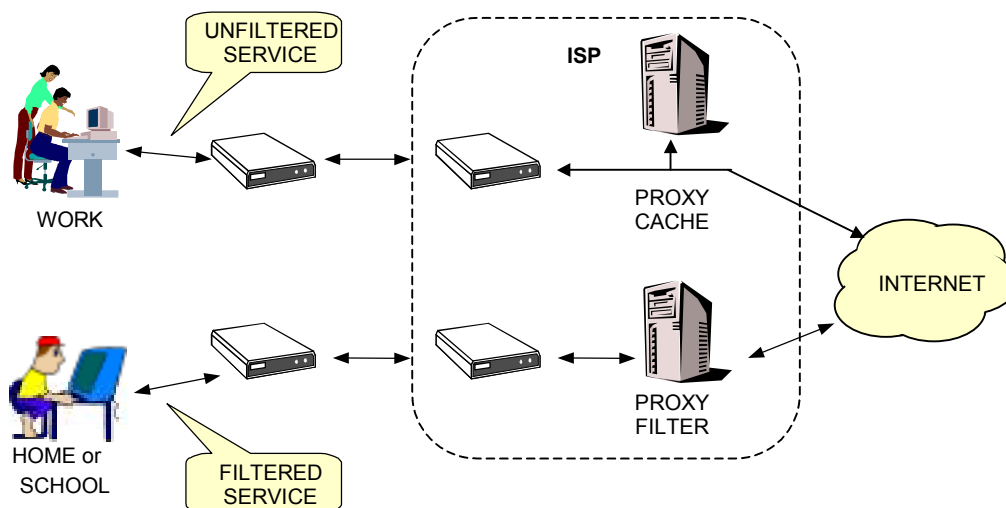 UNFILTERED
SERVICE
ISP
WORK
PROXY
CACHE
INTERNET
PROXY
FILTER
HOME or
SCHOOL
FILTERED
SERVICE